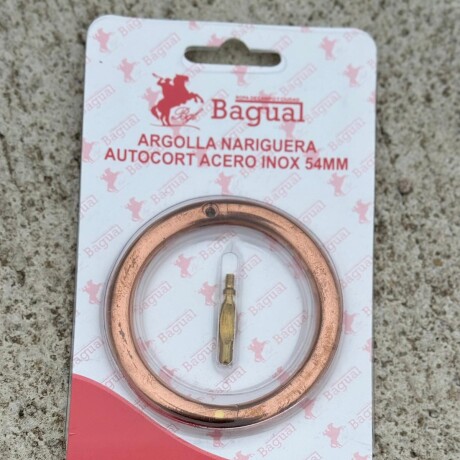 Bagual
ARGOLLA NARIGUERA
AUTOCORT ACERO INOX 54MM